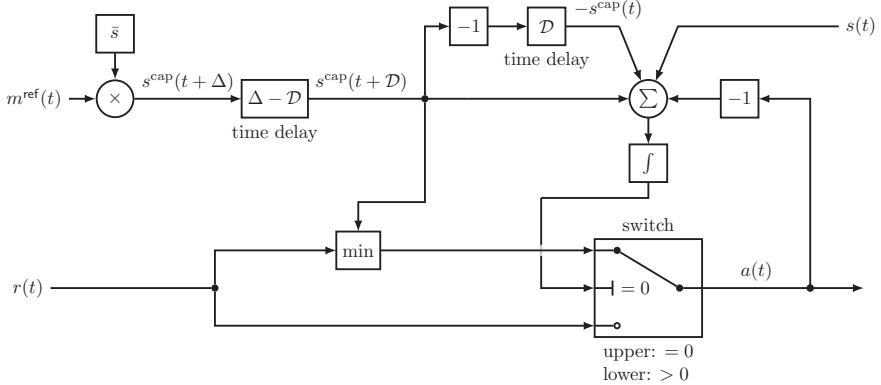 −s^cap(t)
s̄
−1
𝒟
s(t)
time delay
s^cap(t + Δ)
s^cap(t + 𝒟)
m^ref(t)
×
Δ − 𝒟
∑
−1
time delay
∫
switch
min
a(t)
r(t)
= 0
upper: = 0
lower: > 0